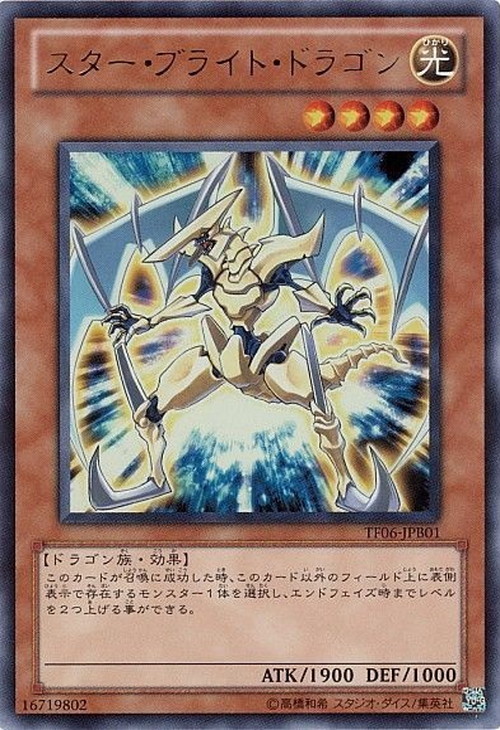 スター・ブライト・ドラゴン
光
ひかり
TF06-JPB01
【ドラゴン族・効果】
このカードが召喚に成功した時、このカード以外のフィールド上に表側
表示で存在するモンスター1体を選択し、エンドフェイズ時までレベル
を2つ上げる事ができる。
ATK/1900 DEF/1000
16719802
©高橋和希 スタジオ・ダイス/集英社